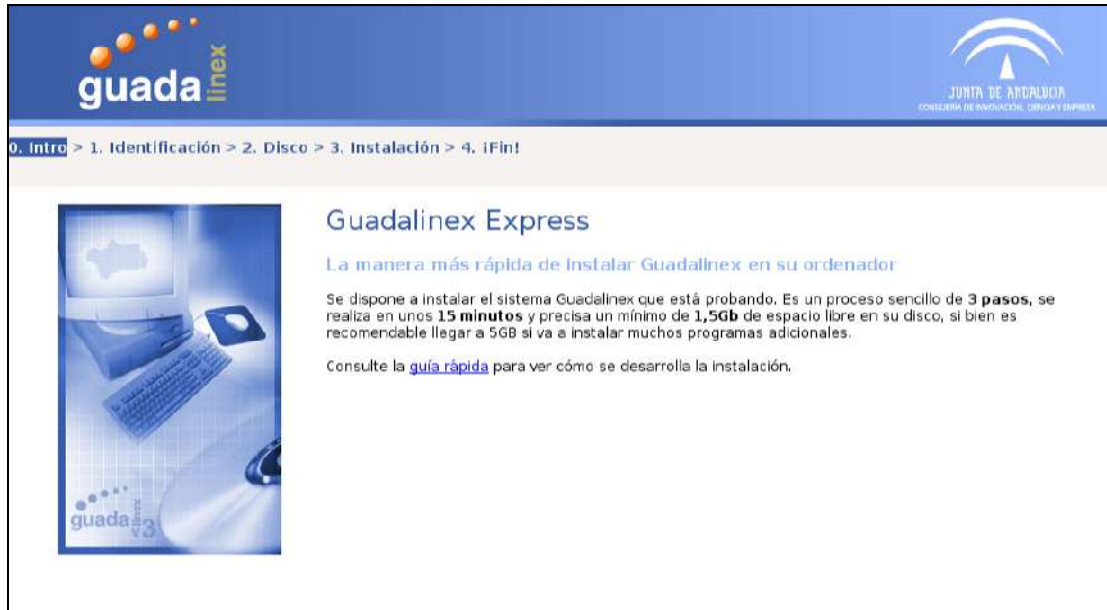 guada linex
JUNTA DE ANDALUCIA
CONSEJERÍA DE INNOVACIÓN, CIENCIA Y EMPRESA
0. Intro > 1. Identificación > 2. Disco > 3. Instalación > 4. ¡Fin!
Guadalinex Express
La manera más rápida de instalar Guadalinex en su ordenador
Se dispone a instalar el sistema Guadalinex que está probando. Es un proceso sencillo de 3 pasos, se
realiza en unos 15 minutos y precisa un mínimo de 1,5Gb de espacio libre en su disco, si bien es
recomendable llegar a 5GB si va a instalar muchos programas adicionales.
Consulte la guía rápida para ver cómo se desarrolla la instalación.
guada linex
v3